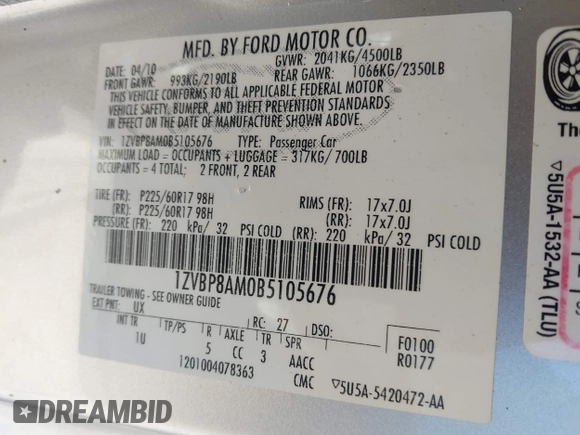 MFD. BY FORD MOTOR CO.
DATE: 04/10 GVWR: 2041KG/4500LB
FRONT GAWR: 993KG/2190LB REAR GAWR: 1066KG/2350LB
THIS VEHICLE CONFORMS TO ALL APPLICABLE FEDERAL MOTOR
VEHICLE SAFETY, BUMPER, AND THEFT PREVENTION STANDARDS
IN EFFECT ON THE DATE OF MANUFACTURE SHOWN ABOVE.
VIN: 1ZVBP8AM0B5105676 TYPE: Passenger Car
MAXIMUM LOAD = OCCUPANTS + LUGGAGE = 317KG/700LB
OCCUPANTS = 4 TOTAL: 2 FRONT, 2 REAR
TIRE (FR): P225/60R17 98H RIMS (FR): 17x7.0J
(RR): P225/60R17 98H (RR): 17x7.0J
PRESSURE (FR): 220 kPa/ 32 PSI COLD (RR): 220 kPa/ 32 PSI COLD
1ZVBP8AM0B5105676
TRAILER TOWING - SEE OWNER GUIDE
EXT PNT: UX RC: 27 DSO:
INT TR TP/PS R AXLE TR SPR F0100
1U 5 CC 3 AACC R0177
1201004078363 CMC ▽5U5A-5420472-AA
The
▽5U5A-1532-AA (TLU)
DREAMBID